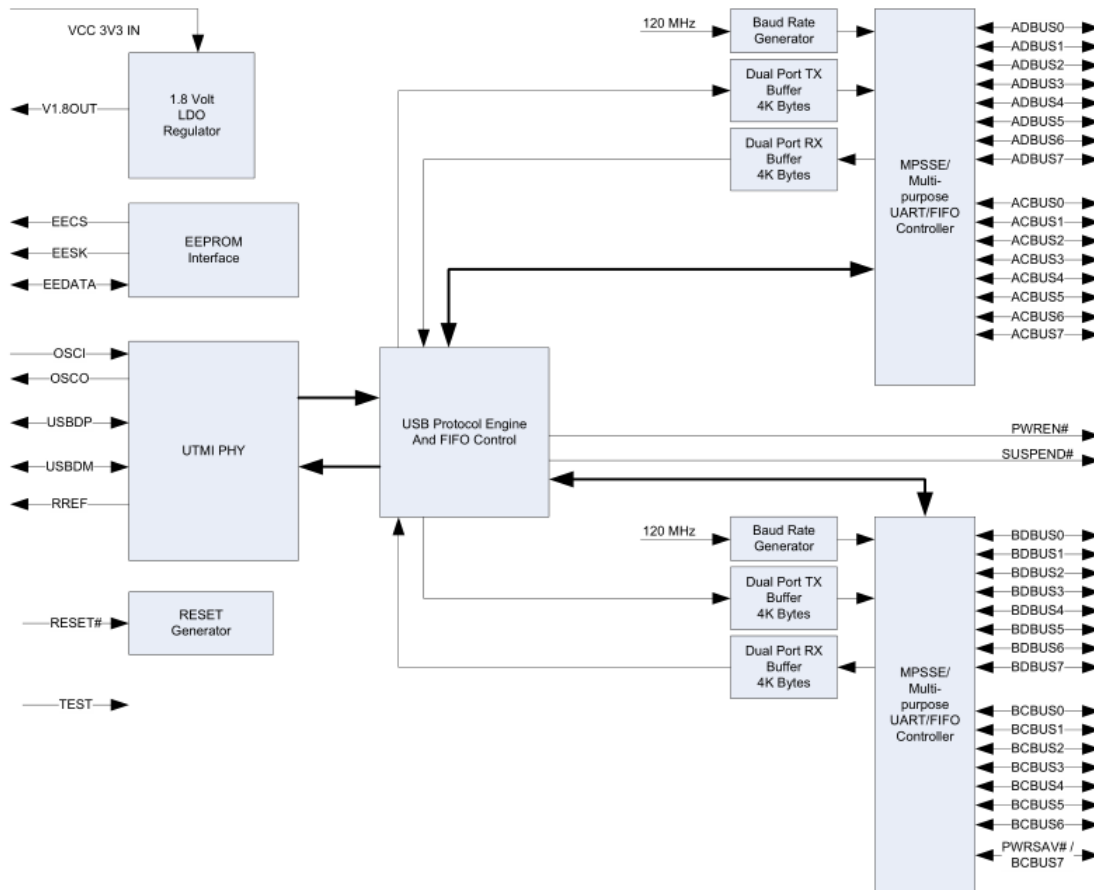 VCC 3V3 IN
1.8 Volt
LDO
Regulator
V1.8OUT
EECS
EESK
EEDATA
EEPROM
Interface
OSCI
OSCO
USBDP
USBDM
RREF
UTMI PHY
RESET#
RESET
Generator
TEST
USB Protocol Engine
And FIFO Control
120 MHz
Baud Rate
Generator
Dual Port TX
Buffer
4K Bytes
Dual Port RX
Buffer
4K Bytes
MPSSE/
Multi-
purpose
UART/FIFO
Controller
ADBUS0
ADBUS1
ADBUS2
ADBUS3
ADBUS4
ADBUS5
ADBUS6
ADBUS7
ACBUS0
ACBUS1
ACBUS2
ACBUS3
ACBUS4
ACBUS5
ACBUS6
ACBUS7
PWREN#
SUSPEND#
120 MHz
Baud Rate
Generator
Dual Port TX
Buffer
4K Bytes
Dual Port RX
Buffer
4K Bytes
MPSSE/
Multi-
purpose
UART/FIFO
Controller
BDBUS0
BDBUS1
BDBUS2
BDBUS3
BDBUS4
BDBUS5
BDBUS6
BDBUS7
BCBUS0
BCBUS1
BCBUS2
BCBUS3
BCBUS4
BCBUS5
BCBUS6
PWRSAV# /
BCBUS7